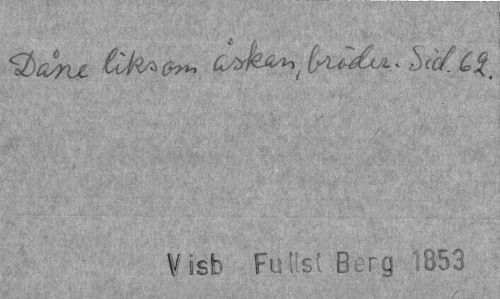 Dåne liksom åskan, bröder. Sid. 62.
Visb Fullst Berg 1853